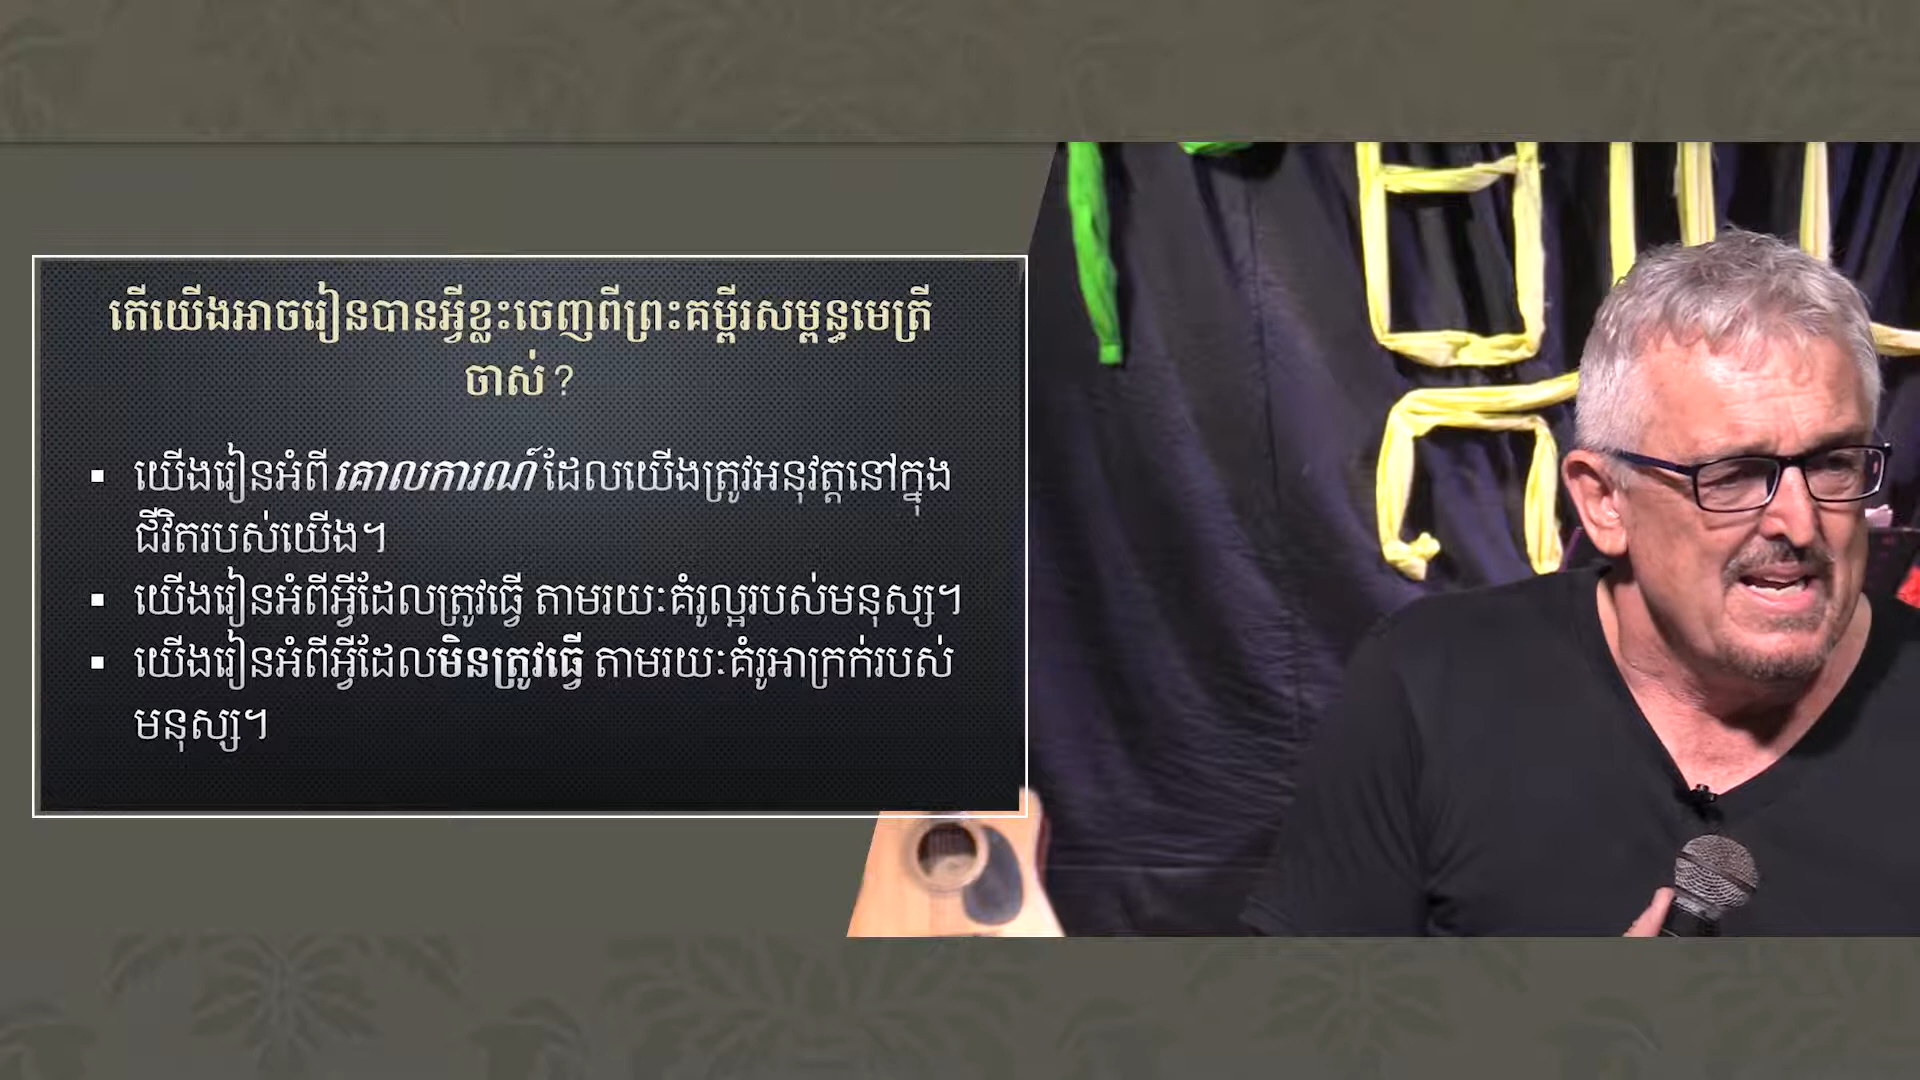 តើយើងអាចរៀនបានអ្វីខ្លះចេញពីព្រះគម្ពីរសម្ពន្ធមេត្រី
ចាស់?
▪ យើងរៀនអំពីគោលការណ៍ ដែលយើងត្រូវអនុវត្តនៅក្នុង
ជីវិតរបស់យើង។
▪ យើងរៀនអំពីអ្វីដែលត្រូវធ្វើ តាមរយៈគំរូល្អរបស់មនុស្ស។
▪ យើងរៀនអំពីអ្វីដែលមិនត្រូវធ្វើ តាមរយៈគំរូអាក្រក់របស់
មនុស្ស។